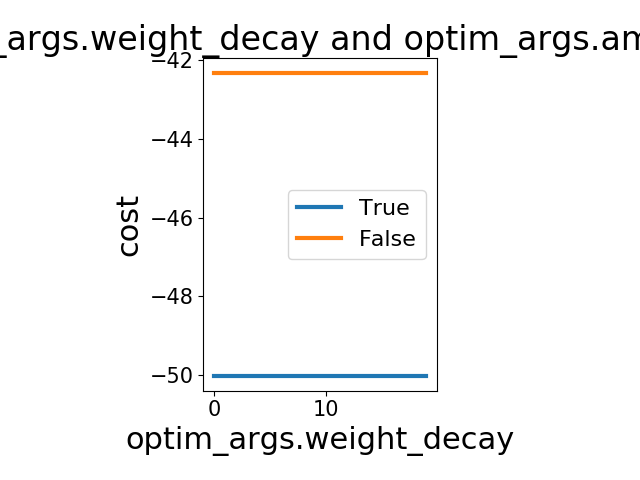 _args.weight_decay and optim_args.am
−42
−44
−46
−48
−50
cost
True
False
0 10
optim_args.weight_decay